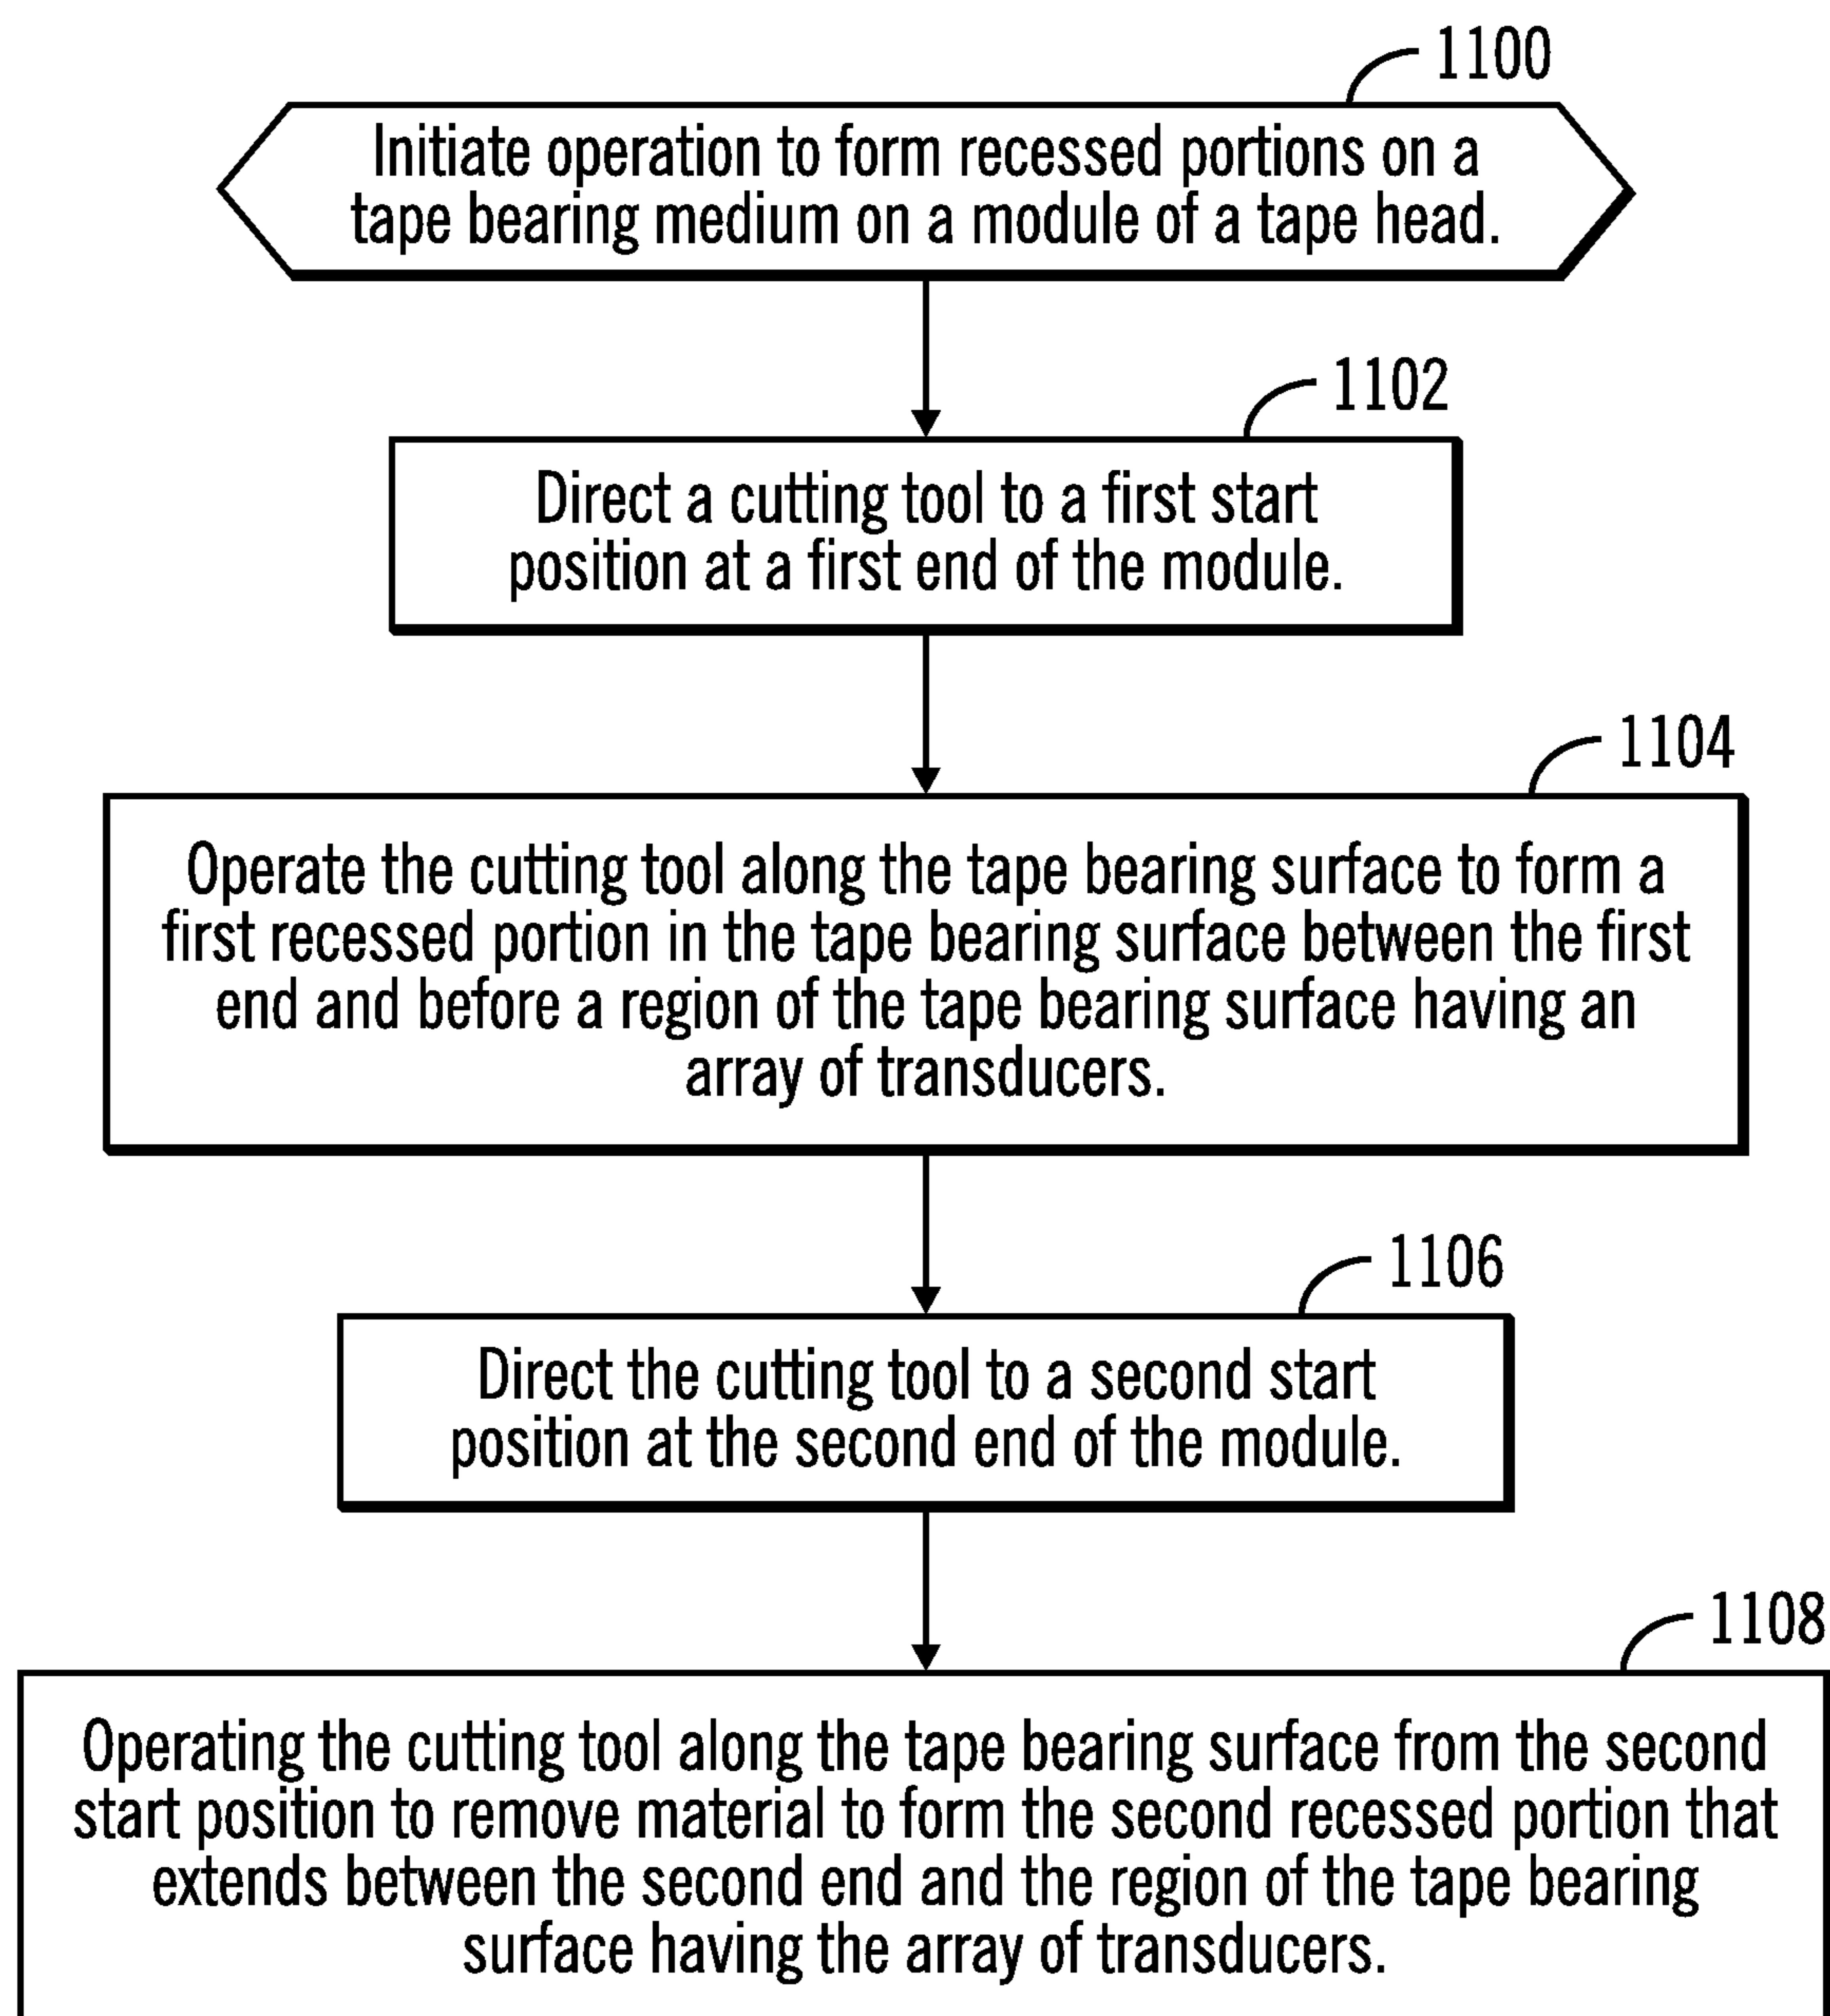 1100
Initiate operation to form recessed portions on a
tape bearing medium on a module of a tape head.
1102
Direct a cutting tool to a first start
position at a first end of the module.
1104
Operate the cutting tool along the tape bearing surface to form a
first recessed portion in the tape bearing surface between the first
end and before a region of the tape bearing surface having an
array of transducers.
1106
Direct the cutting tool to a second start
position at the second end of the module.
1108
Operating the cutting tool along the tape bearing surface from the second
start position to remove material to form the second recessed portion that
extends between the second end and the region of the tape bearing
surface having the array of transducers.